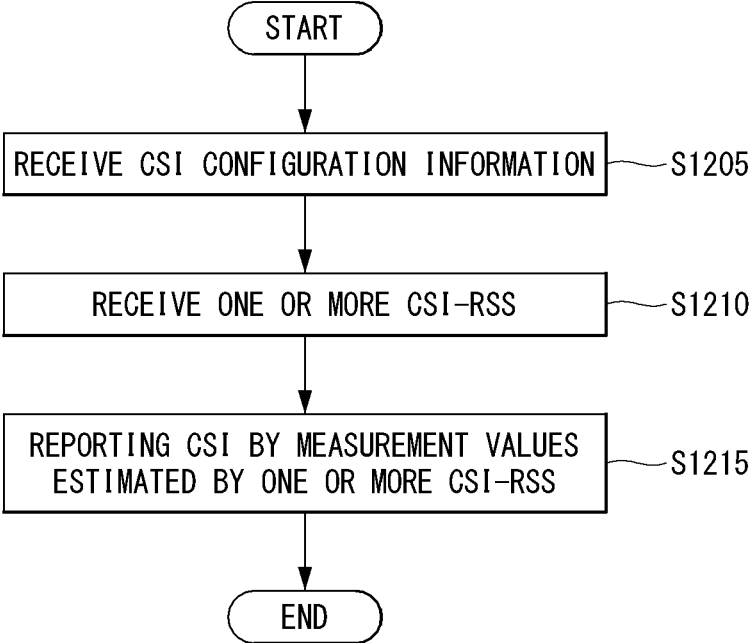 START
RECEIVE CSI CONFIGURATION INFORMATION
S1205
RECEIVE ONE OR MORE CSI-RSS
S1210
REPORTING CSI BY MEASUREMENT VALUES
ESTIMATED BY ONE OR MORE CSI-RSS
S1215
END